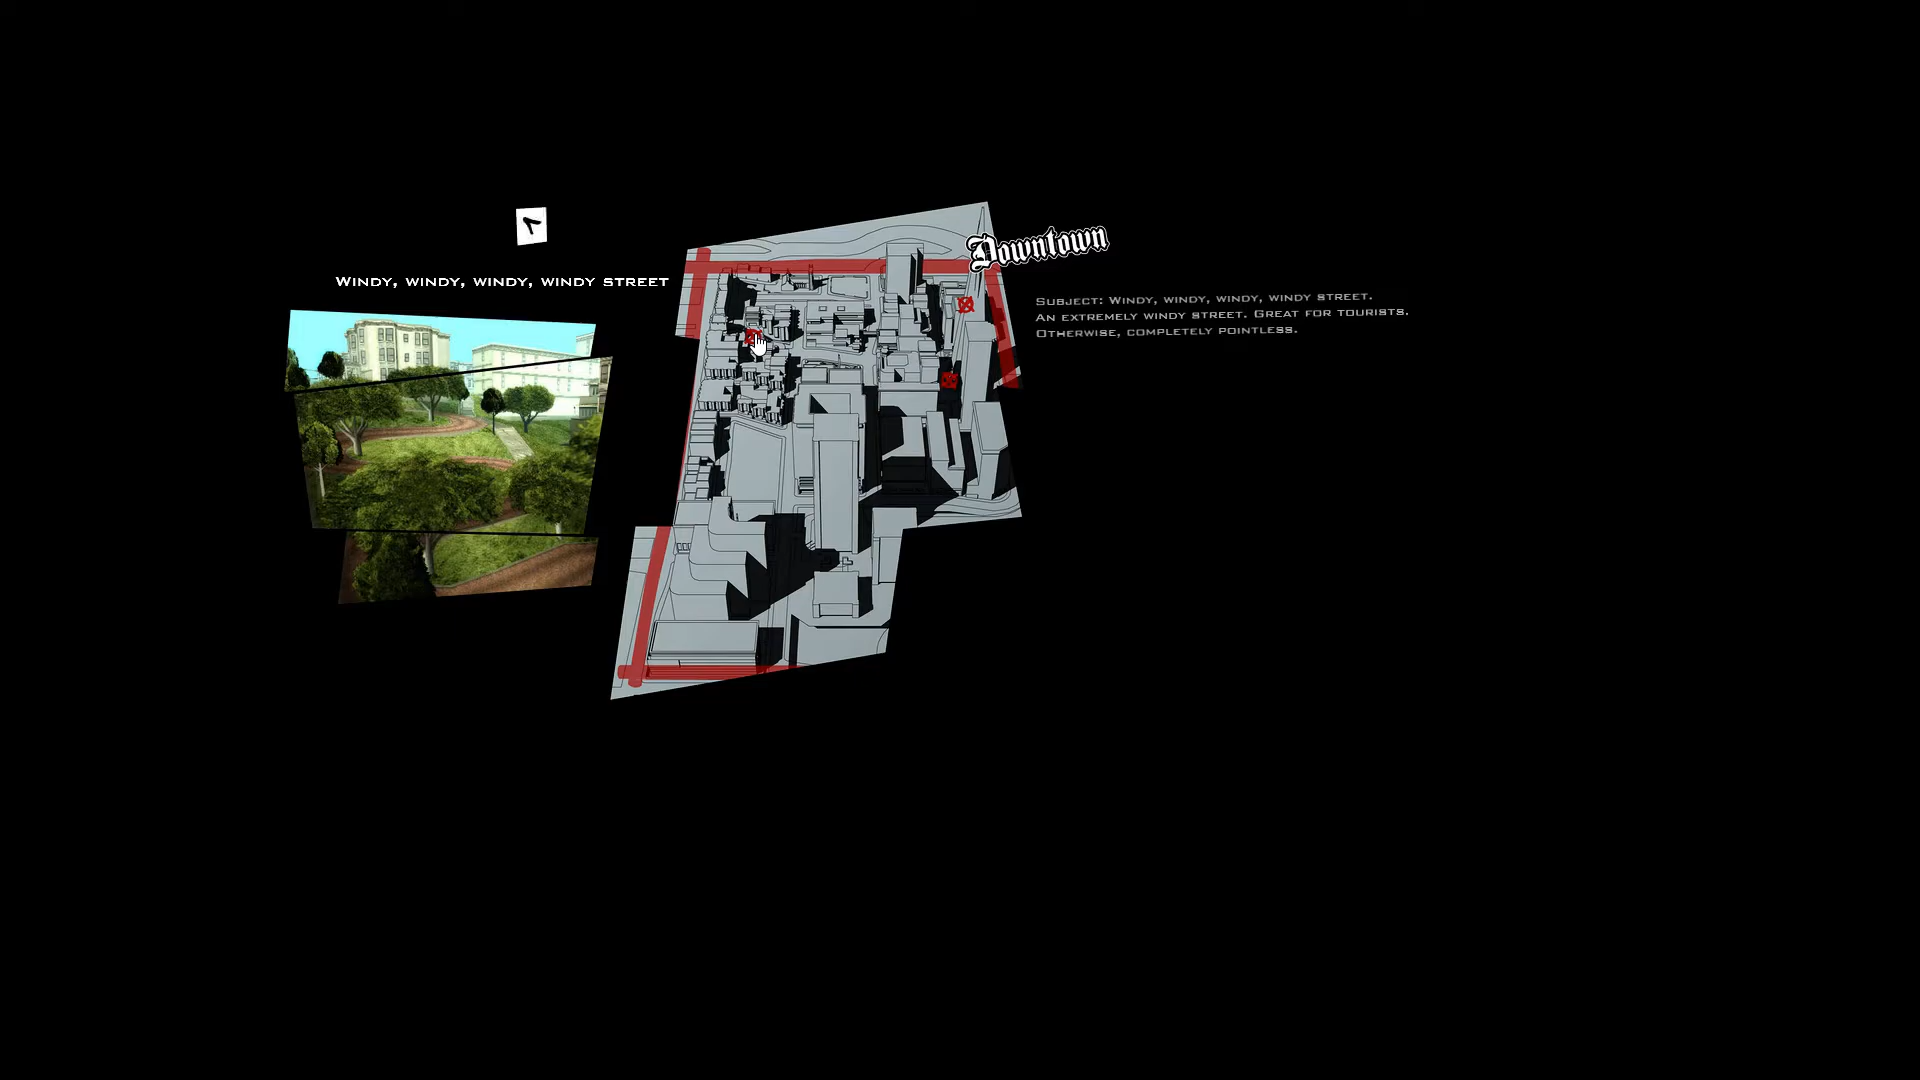 Windy, windy, windy, windy street
Downtown
Subject: Windy, windy, windy, windy street.
An extremely windy street. Great for tourists.
Otherwise, completely pointless.